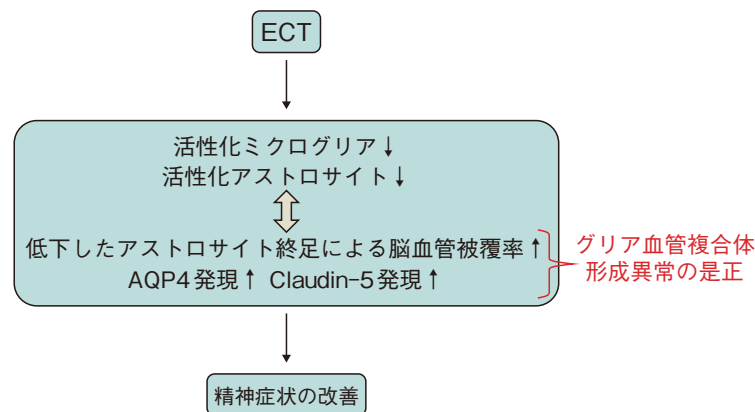 ECT
活性化ミクログリア↓
活性化アストロサイト↓
低下したアストロサイト終足による脳血管被覆率↑
AQP4発現↑ Claudin-5発現↑
グリア血管複合体
形成異常の是正
精神症状の改善